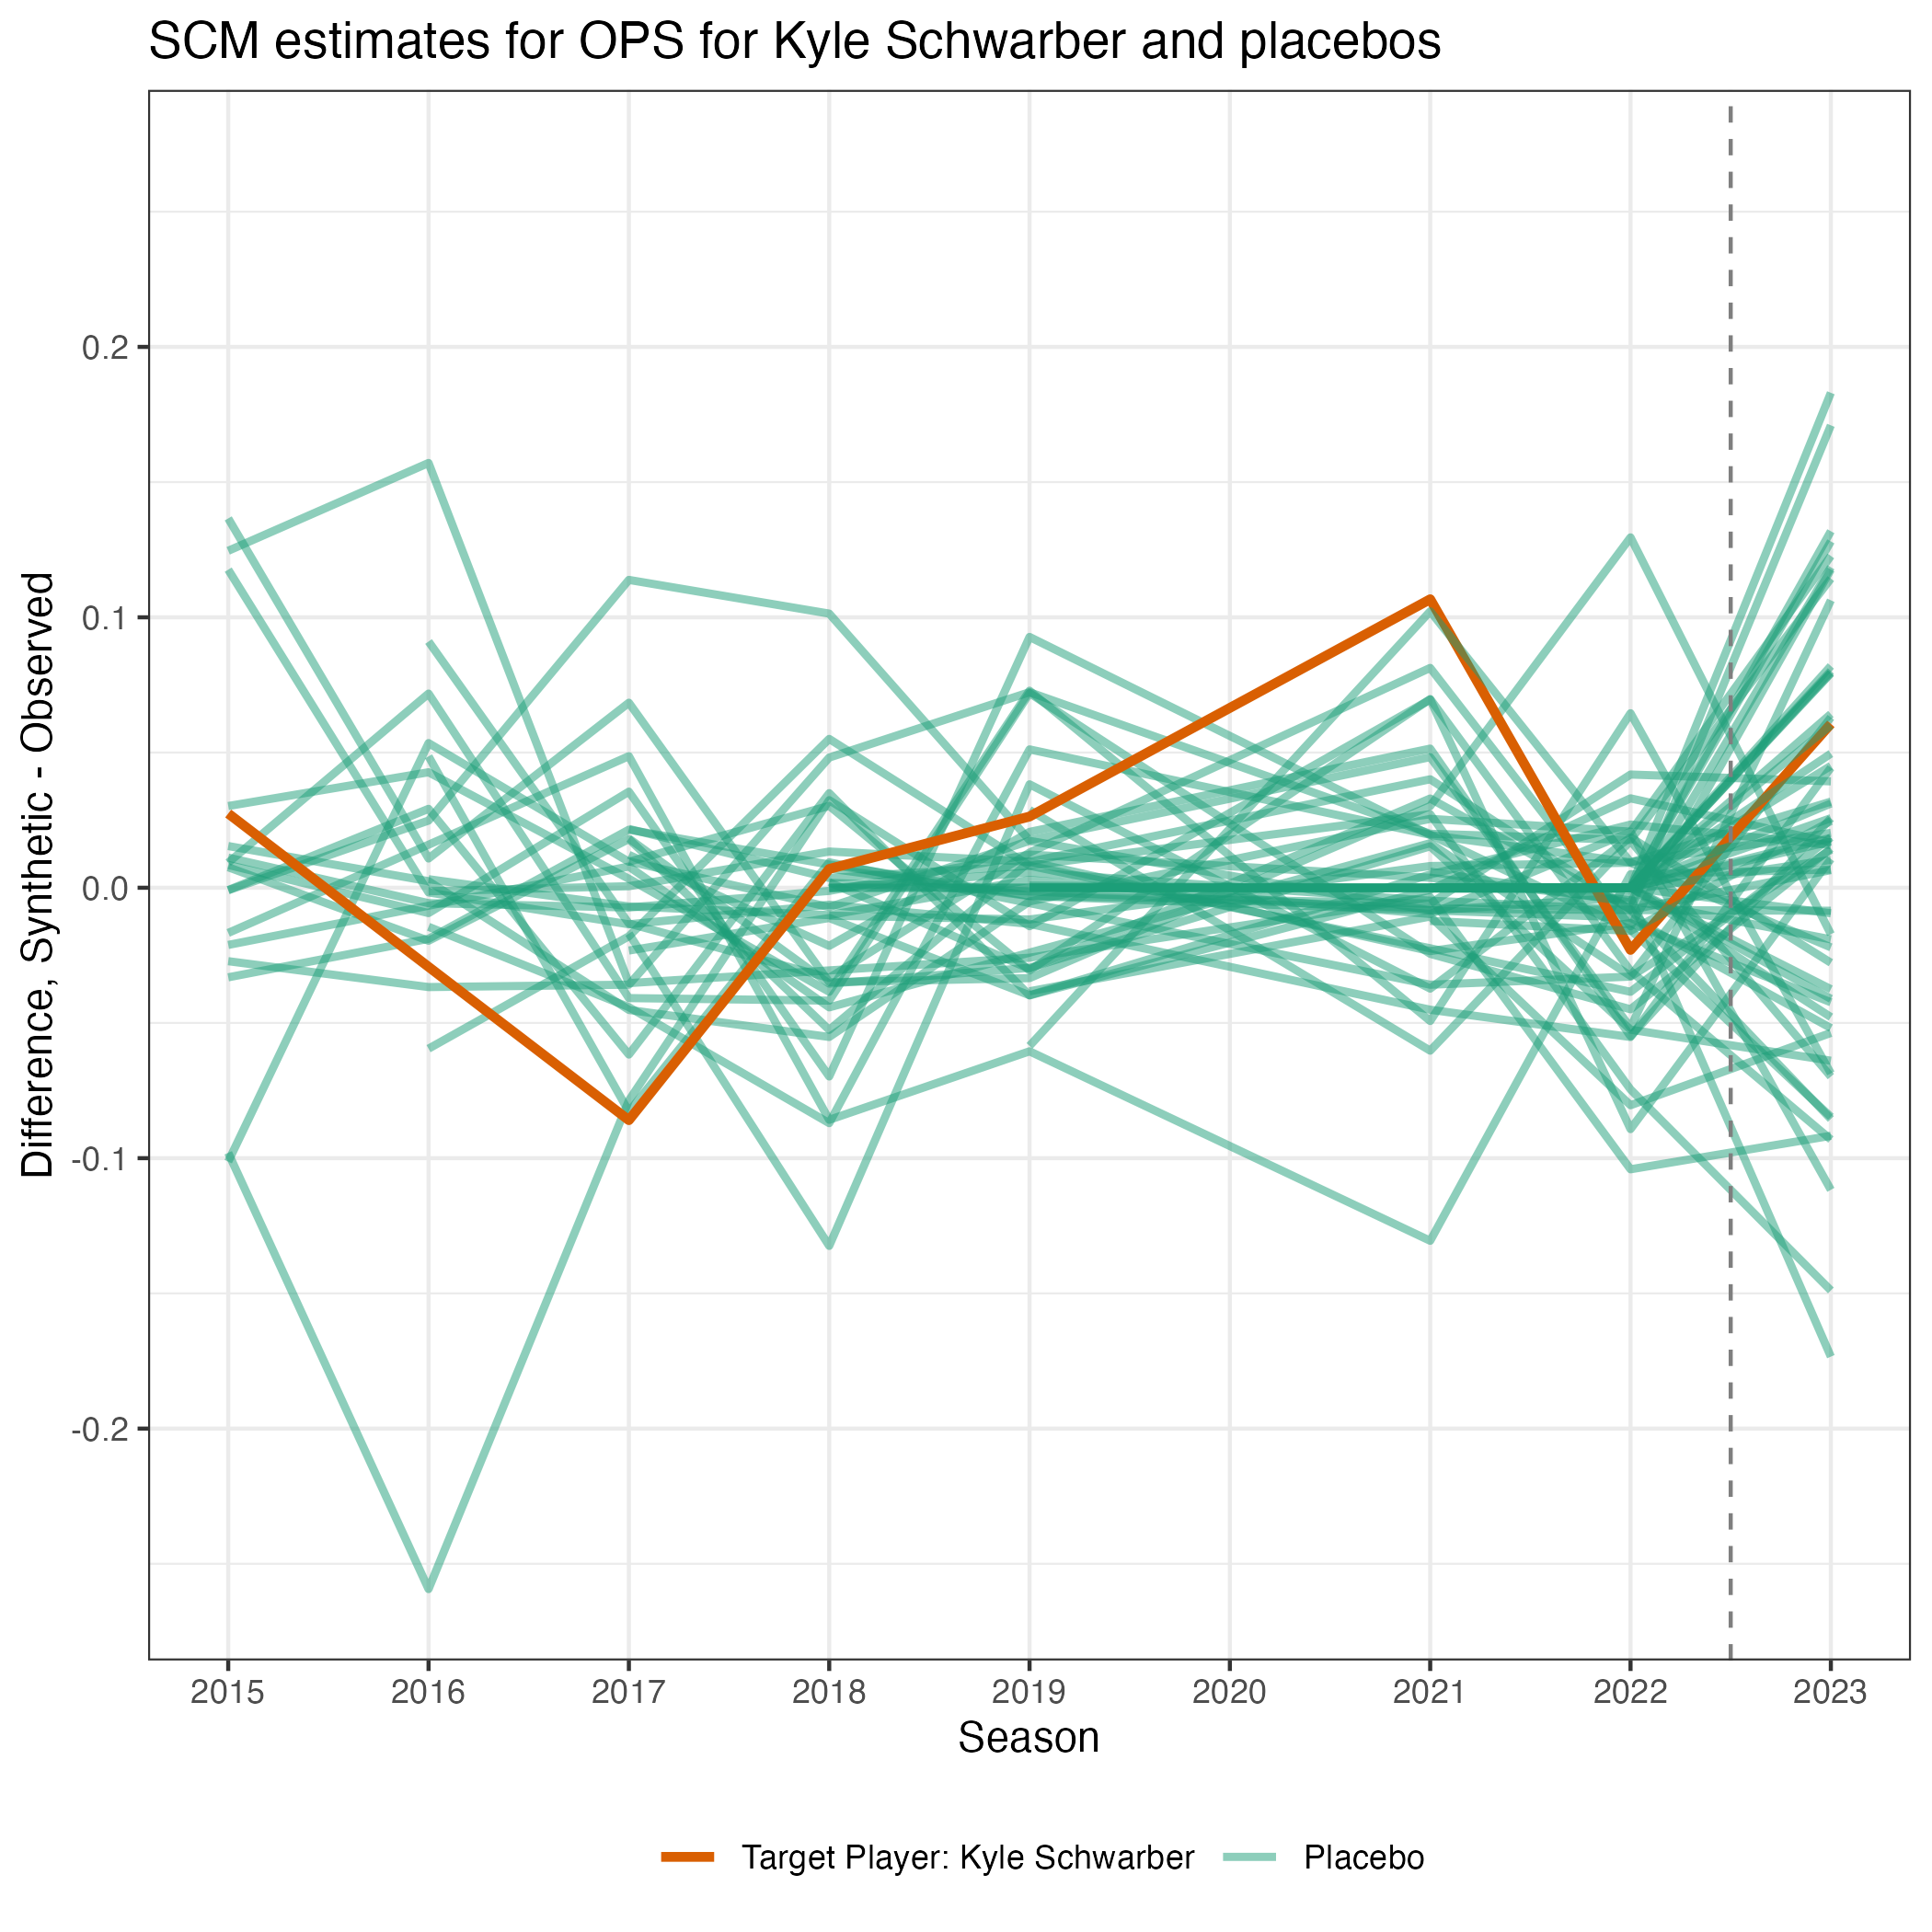 SCM estimates for OPS for Kyle Schwarber and placebos
Difference, Synthetic - Observed
0.2
0.1
0.0
-0.1
-0.2
2015 2016 2017 2018 2019 2020 2021 2022 2023
Season
Target Player: Kyle Schwarber Placebo